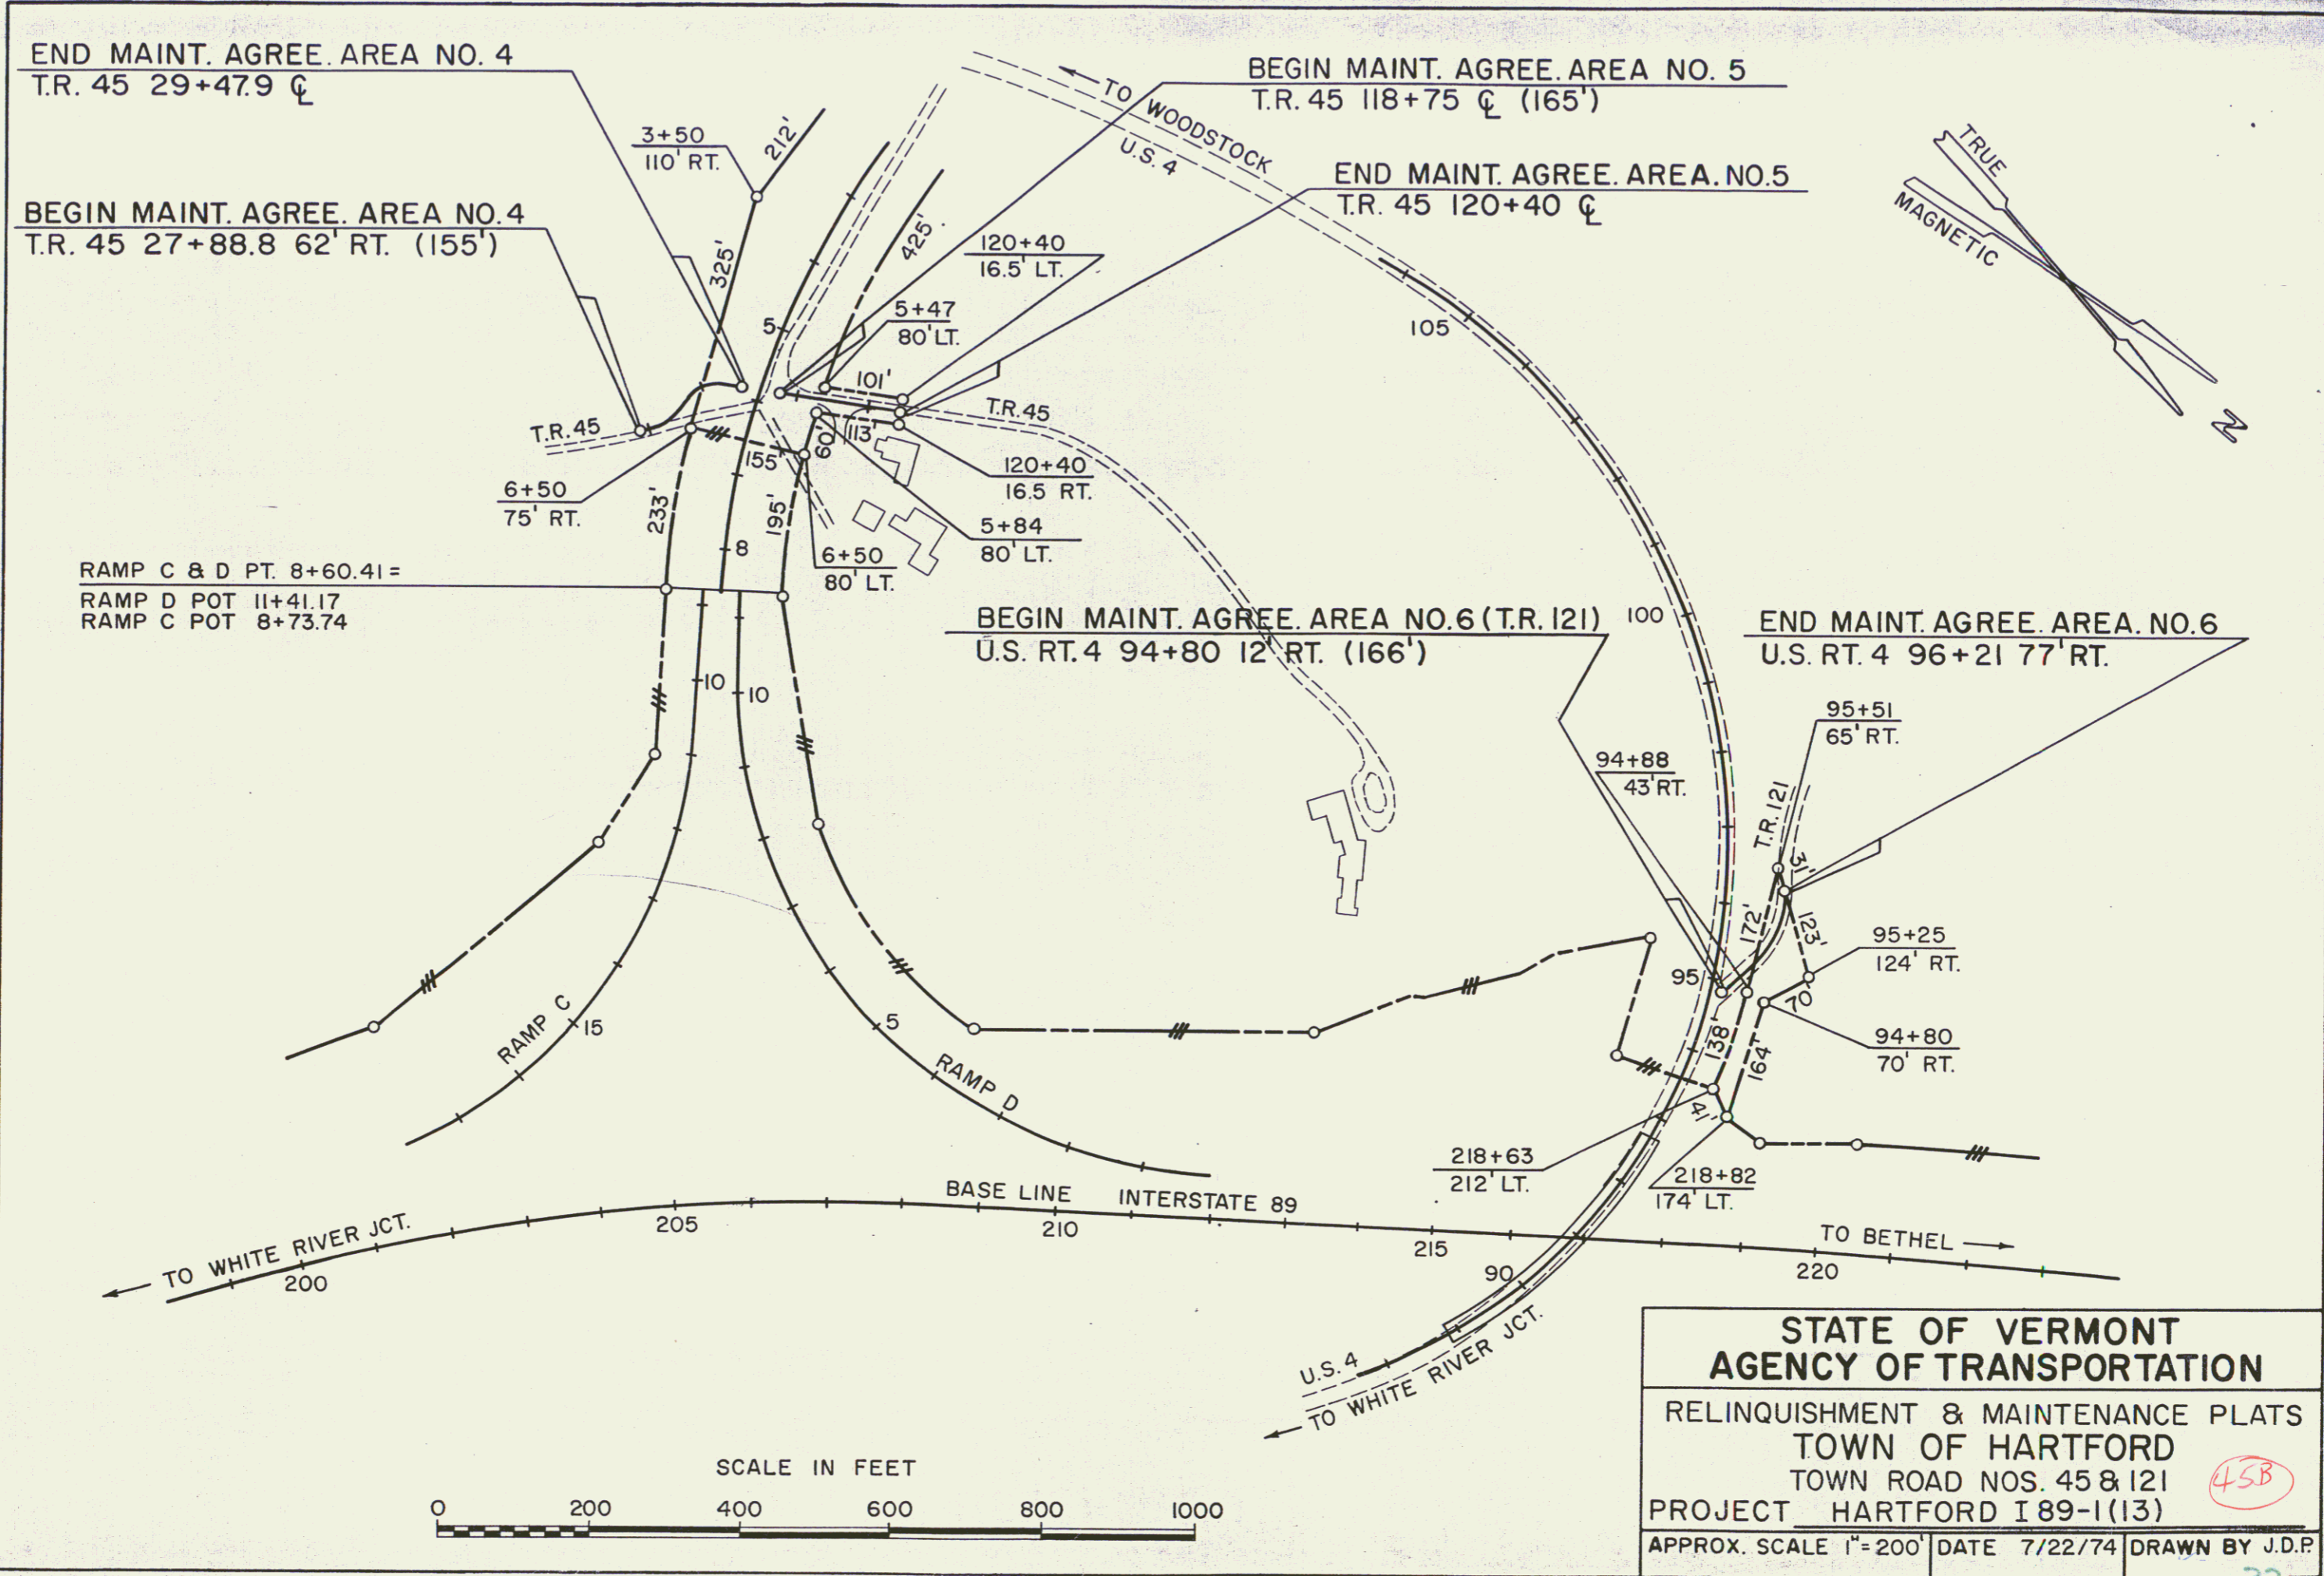 END MAINT. AGREE. AREA NO. 4
T.R. 45 29+47.9 ℄
BEGIN MAINT. AGREE. AREA NO. 5
T.R. 45 118+75 ℄ (165')
TO WOODSTOCK
U.S. 4
3+50
110' RT.
212'
TRUE
MAGNETIC
N
END MAINT. AGREE. AREA. NO. 5
T.R. 45 120+40 ℄
BEGIN MAINT. AGREE. AREA NO. 4
T.R. 45 27+88.8 62' RT. (155')
325'
425'
120+40
16.5' LT.
5+47
80' LT.
5
105
101'
T.R. 45
T.R. 45
113'
60'
155'
120+40
16.5 RT.
6+50
75' RT.
233'
195'
5+84
80' LT.
8
6+50
80' LT.
RAMP C & D PT. 8+60.41 =
RAMP D POT 11+41.17
RAMP C POT 8+73.74
BEGIN MAINT. AGREE. AREA NO. 6 (T.R. 121)
U.S. RT. 4 94+80 12' RT. (166')
100
END MAINT. AGREE. AREA. NO. 6
U.S. RT. 4 96+21 77' RT.
10
10
95+51
65' RT.
94+88
43' RT.
T.R. 121
31'
172'
123'
95+25
124' RT.
95
70'
138'
164'
94+80
70' RT.
41'
RAMP C
15
5
RAMP D
218+63
212' LT.
218+82
174' LT.
BASE LINE INTERSTATE 89
TO WHITE RIVER JCT.
200
205
210
215
220
TO BETHEL
90
U.S. 4
TO WHITE RIVER JCT.
SCALE IN FEET
0 200 400 600 800 1000
STATE OF VERMONT
AGENCY OF TRANSPORTATION
RELINQUISHMENT & MAINTENANCE PLATS
TOWN OF HARTFORD
TOWN ROAD NOS. 45 & 121
45B
PROJECT HARTFORD I 89-1(13)
APPROX. SCALE 1"=200' DATE 7/22/74 DRAWN BY J.D.P.